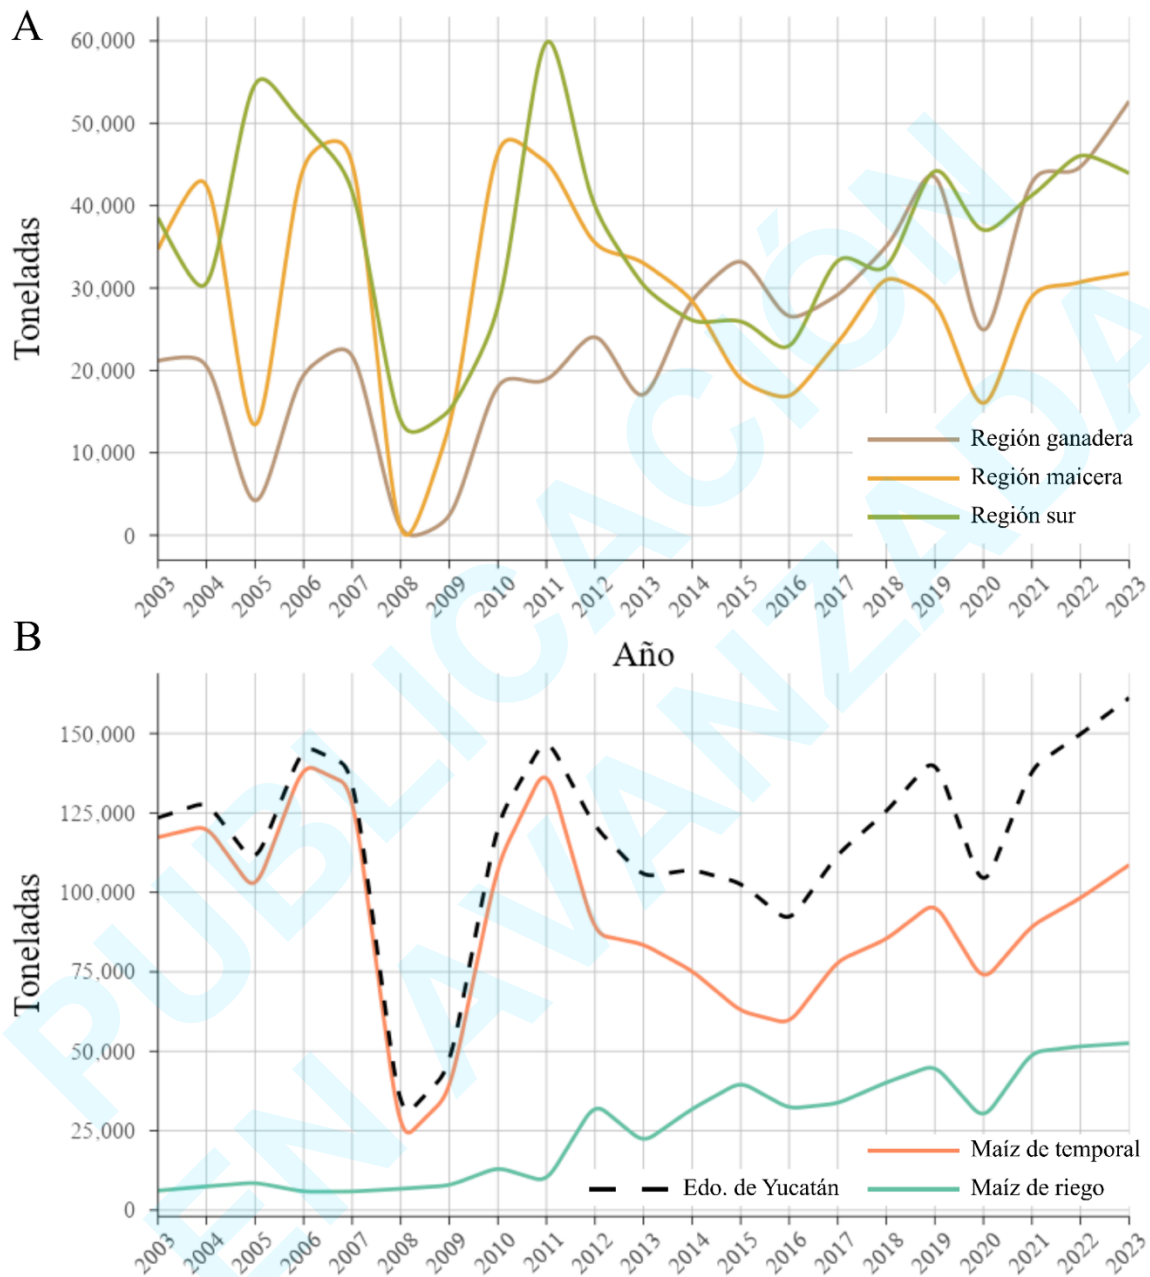 A
60,000
50,000
40,000
30,000
20,000
10,000
0
Toneladas
Región ganadera
Región maicera
Región sur
2003 2004 2005 2006 2007 2008 2009 2010 2011 2012 2013 2014 2015 2016 2017 2018 2019 2020 2021 2022 2023
Año
B
150,000
125,000
100,000
75,000
50,000
25,000
0
Toneladas
Maíz de temporal
Edo. de Yucatán
Maíz de riego
2003 2004 2005 2006 2007 2008 2009 2010 2011 2012 2013 2014 2015 2016 2017 2018 2019 2020 2021 2022 2023
PUBLICACIÓN
EN AVANZADA